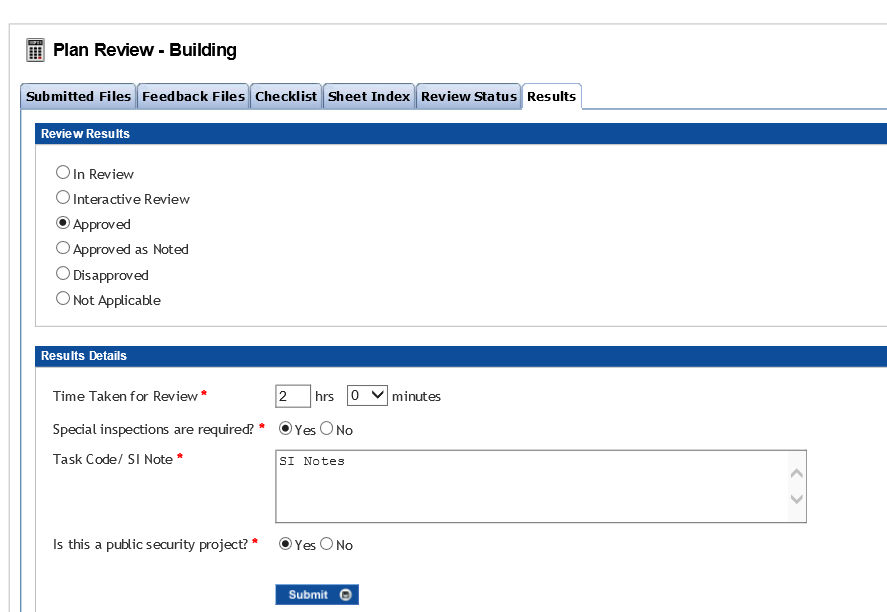 Plan Review - Building
Submitted Files Feedback Files Checklist Sheet Index Review Status Results
Review Results
In Review
Interactive Review
Approved
Approved as Noted
Disapproved
Not Applicable
Results Details
Time Taken for Review * 2 hrs 0 minutes
Special inspections are required? * Yes No
Task Code/ SI Note * SI Notes
Is this a public security project? * Yes No
Submit